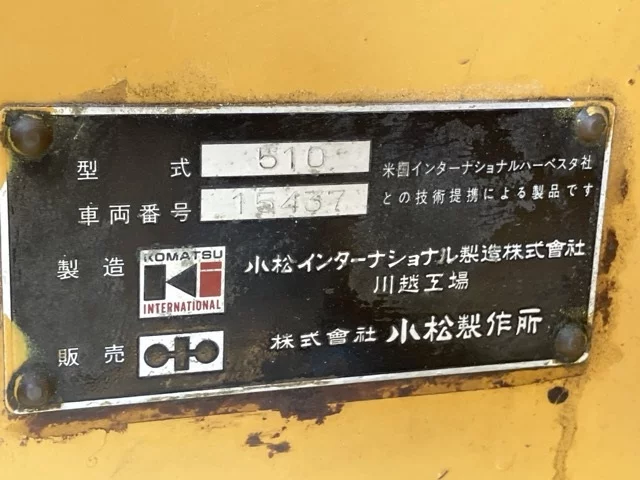 型式 510
米国インターナショナルハーベスタ社
との技術提携による製品です
車両番号 15437
製造 KOMATSU INTERNATIONAL 小松インターナショナル製造株式會社
川越工場
販売 株式會社 小松製作所